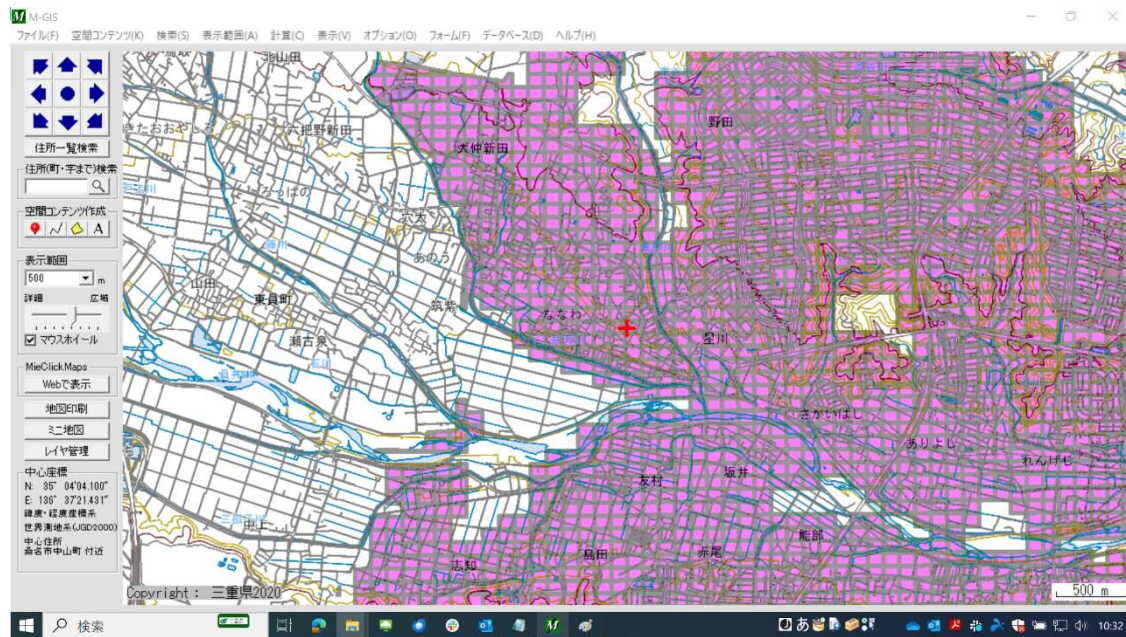 M-GIS
ファイル(F) 空間コンテンツ(K) 検索(S) 表示範囲(A) 計算(C) 表示(V) オプション(O) フォーム(F) データベース(D) ヘルプ(H)
住所一覧検索
住所(町・字まで)検索
空間コンテンツ作成
A
表示範囲
500 m
詳細 広域
マウスホイール
MieClickMaps
Webで表示
地図印刷
ミニ地図
レイヤ管理
中心座標
N: 35° 04'04.100"
E: 136° 37'21.431"
緯度・経度座標系
世界測地系(JGD2000)
中心住所
桑名市中山町 付近
北山田
きたおおやしろ
六把野新田
野田
大仲新田
穴太
あのう
藤川
山田
東員町
筑紫
ななわ
瀬古泉
星川
さかいばし
ありよし
れんげじ
友村
坂井
中上
志知
島田
赤尾
能部
Copyright : 三重県2020
500 m
検索
あ
10:32